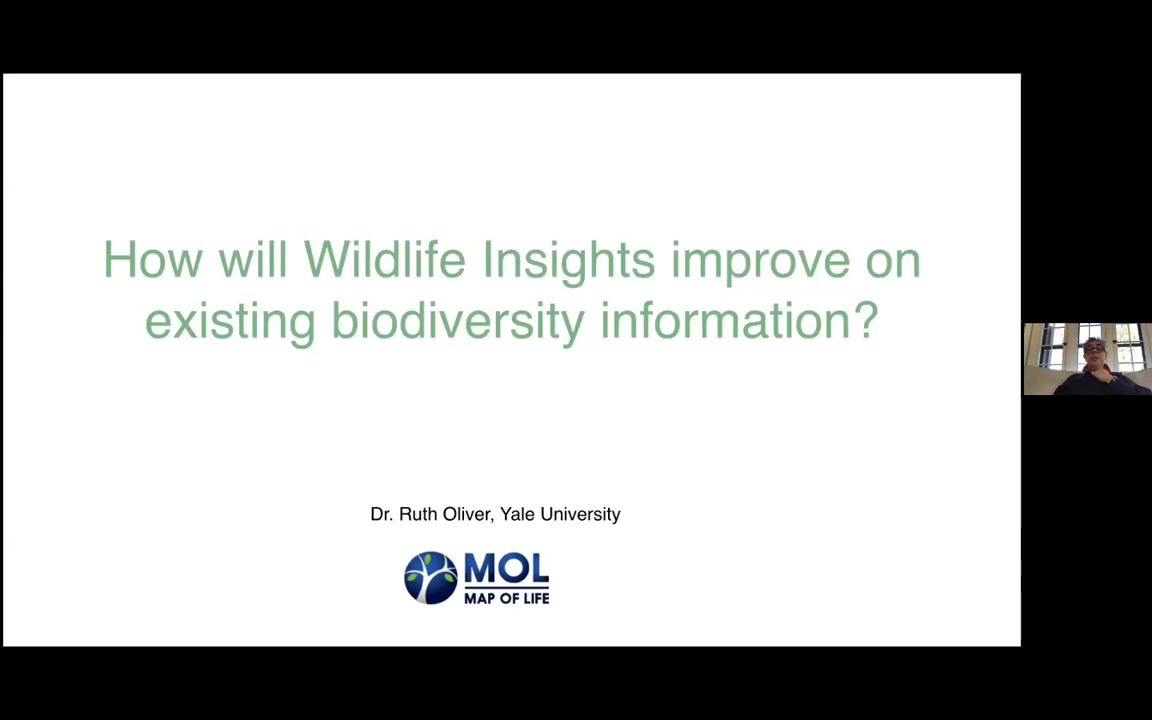 How will Wildlife Insights improve on
existing biodiversity information?
Dr. Ruth Oliver, Yale University
MOL
MAP OF LIFE